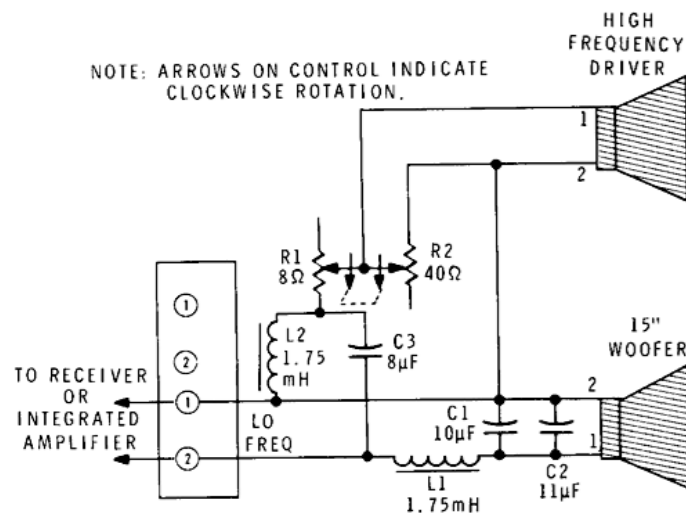 HIGH
FREQUENCY
DRIVER
NOTE: ARROWS ON CONTROL INDICATE
CLOCKWISE ROTATION.
1
2
R1
8Ω
R2
40Ω
1
2
L2
1.75
mH
C3
8μF
15"
WOOFER
TO RECEIVER
OR
INTEGRATED
AMPLIFIER
1
2
LO
FREQ
C1
10μF
2
1
C2
11μF
L1
1.75mH